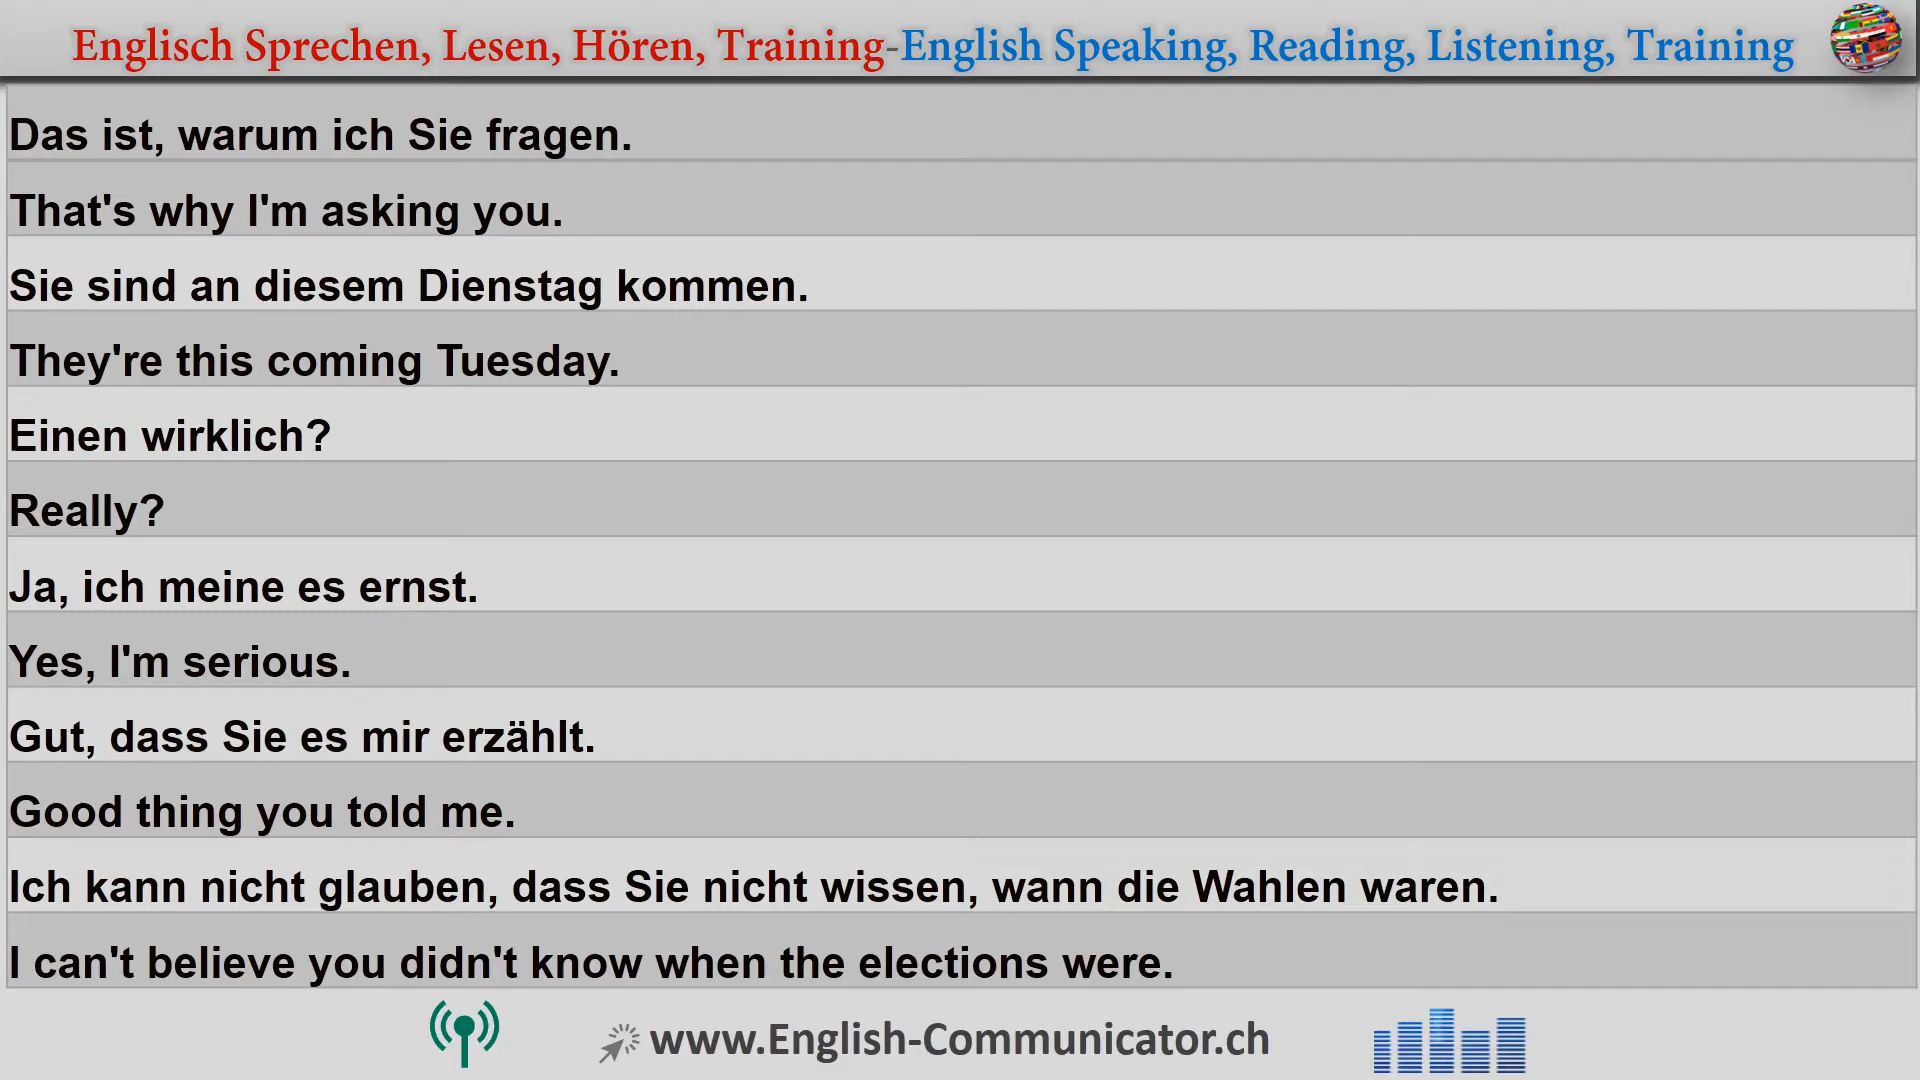 Englisch Sprechen, Lesen, Hören, Training-English Speaking, Reading, Listening, Training
Das ist, warum ich Sie fragen.
That's why I'm asking you.
Sie sind an diesem Dienstag kommen.
They're this coming Tuesday.
Einen wirklich?
Really?
Ja, ich meine es ernst.
Yes, I'm serious.
Gut, dass Sie es mir erzählt.
Good thing you told me.
Ich kann nicht glauben, dass Sie nicht wissen, wann die Wahlen waren.
I can't believe you didn't know when the elections were.
www.English-Communicator.ch